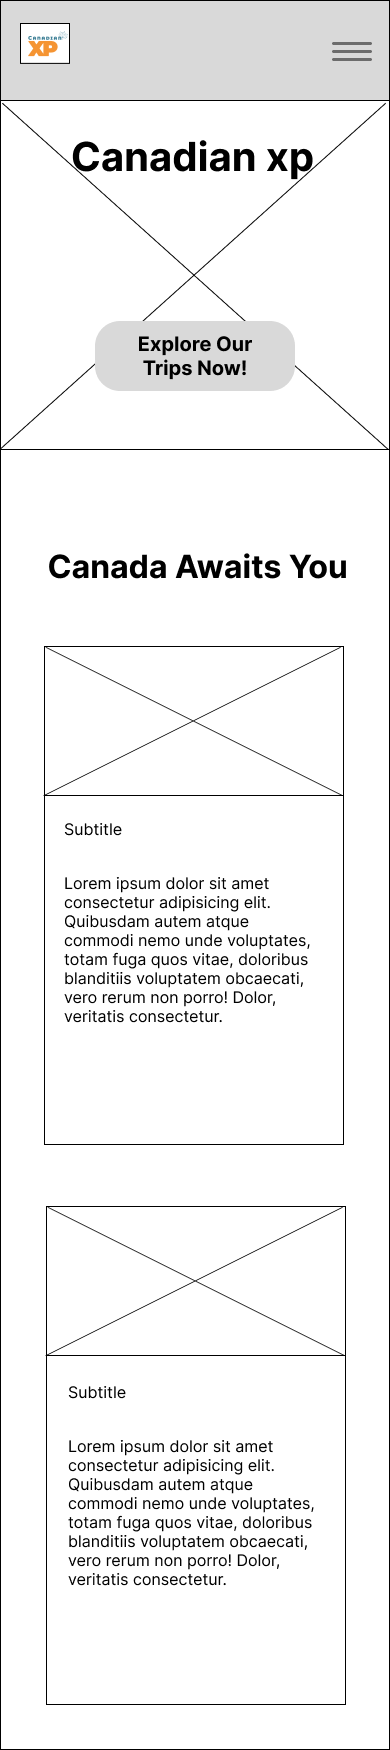 Canadian
XP
Canadian xp
Explore Our
Trips Now!
Canada Awaits You
Subtitle
Lorem ipsum dolor sit amet
consectetur adipisicing elit.
Quibusdam autem atque
commodi nemo unde voluptates,
totam fuga quos vitae, doloribus
blanditiis voluptatem obcaecati,
vero rerum non porro! Dolor,
veritatis consectetur.
Subtitle
Lorem ipsum dolor sit amet
consectetur adipisicing elit.
Quibusdam autem atque
commodi nemo unde voluptates,
totam fuga quos vitae, doloribus
blanditiis voluptatem obcaecati,
vero rerum non porro! Dolor,
veritatis consectetur.